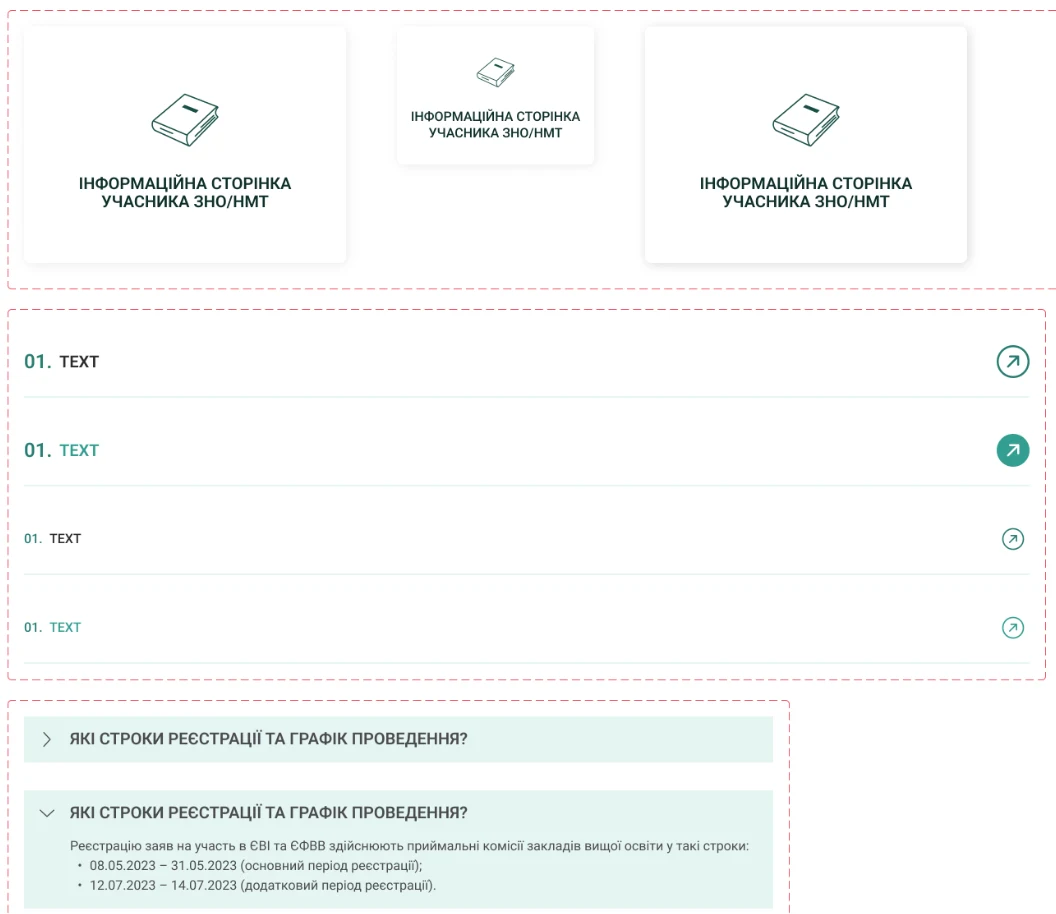 ІНФОРМАЦІЙНА СТОРІНКА
УЧАСНИКА ЗНО/НМТ
ІНФОРМАЦІЙНА СТОРІНКА
УЧАСНИКА ЗНО/НМТ
ІНФОРМАЦІЙНА СТОРІНКА
УЧАСНИКА ЗНО/НМТ
01. TEXT
01. TEXT
01. TEXT
01. TEXT
ЯКІ СТРОКИ РЕЄСТРАЦІЇ ТА ГРАФІК ПРОВЕДЕННЯ?
ЯКІ СТРОКИ РЕЄСТРАЦІЇ ТА ГРАФІК ПРОВЕДЕННЯ?
Реєстрацію заяв на участь в ЄВІ та ЄФВВ здійснюють приймальні комісії закладів вищої освіти у такі строки:
• 08.05.2023 – 31.05.2023 (основний період реєстрації);
• 12.07.2023 – 14.07.2023 (додатковий період реєстрації).